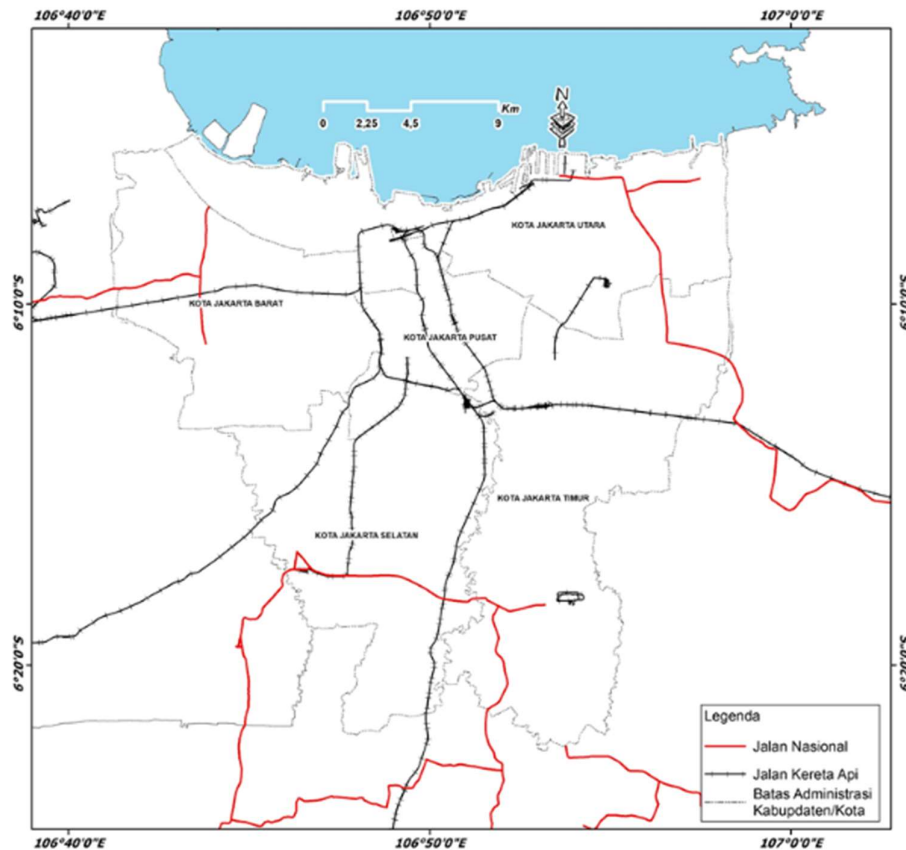 106°40'0"E
106°50'0"E
107°0'0"E
N
Km
0 2,25 4,5 9
KOTA JAKARTA UTARA
6°10'0"S
6°10'0"S
KOTA JAKARTA BARAT
KOTA JAKARTA PUSAT
KOTA JAKARTA TIMUR
KOTA JAKARTA SELATAN
6°20'0"S
6°20'0"S
Legenda
Jalan Nasional
Jalan Kereta Api
Batas Administrasi
Kabupdaten/Kota
106°40'0"E
106°50'0"E
107°0'0"E